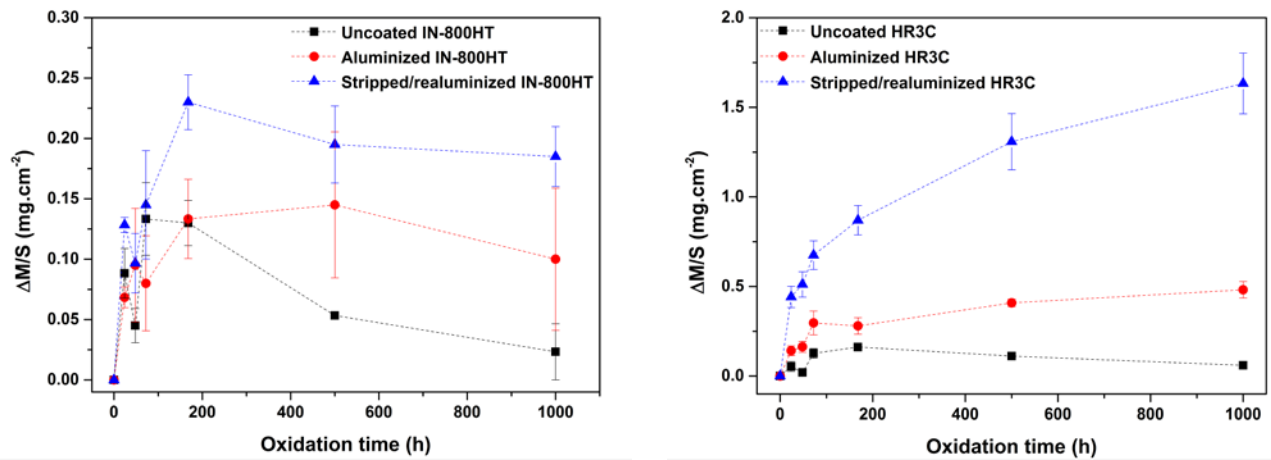 0.30
0.25
0.20
0.15
0.10
0.05
0.00
0
200
400
600
800
1000
ΔM/S (mg.cm⁻²)
Oxidation time (h)
Uncoated IN-800HT
Aluminized IN-800HT
Stripped/realuminized IN-800HT
2.0
1.5
1.0
0.5
0.0
0
200
400
600
800
1000
ΔM/S (mg.cm⁻²)
Oxidation time (h)
Uncoated HR3C
Aluminized HR3C
Stripped/realuminized HR3C